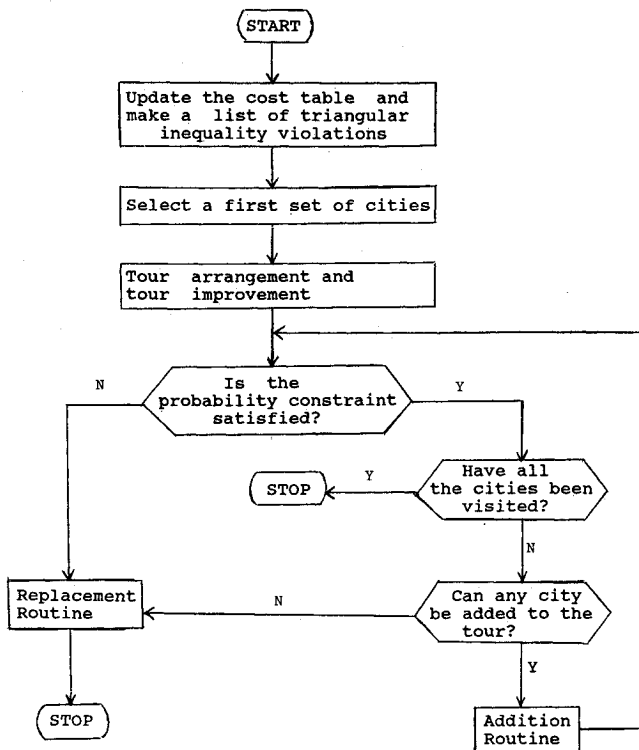 START
Update the cost table and
make a list of triangular
inequality violations
Select a first set of cities
Tour arrangement and
tour improvement
N
Is the
probability constraint
satisfied?
Y
Have all
the cities been
visited?
Y
STOP
N
Can any city
be added to the
tour?
N
Replacement
Routine
Y
STOP
Addition
Routine